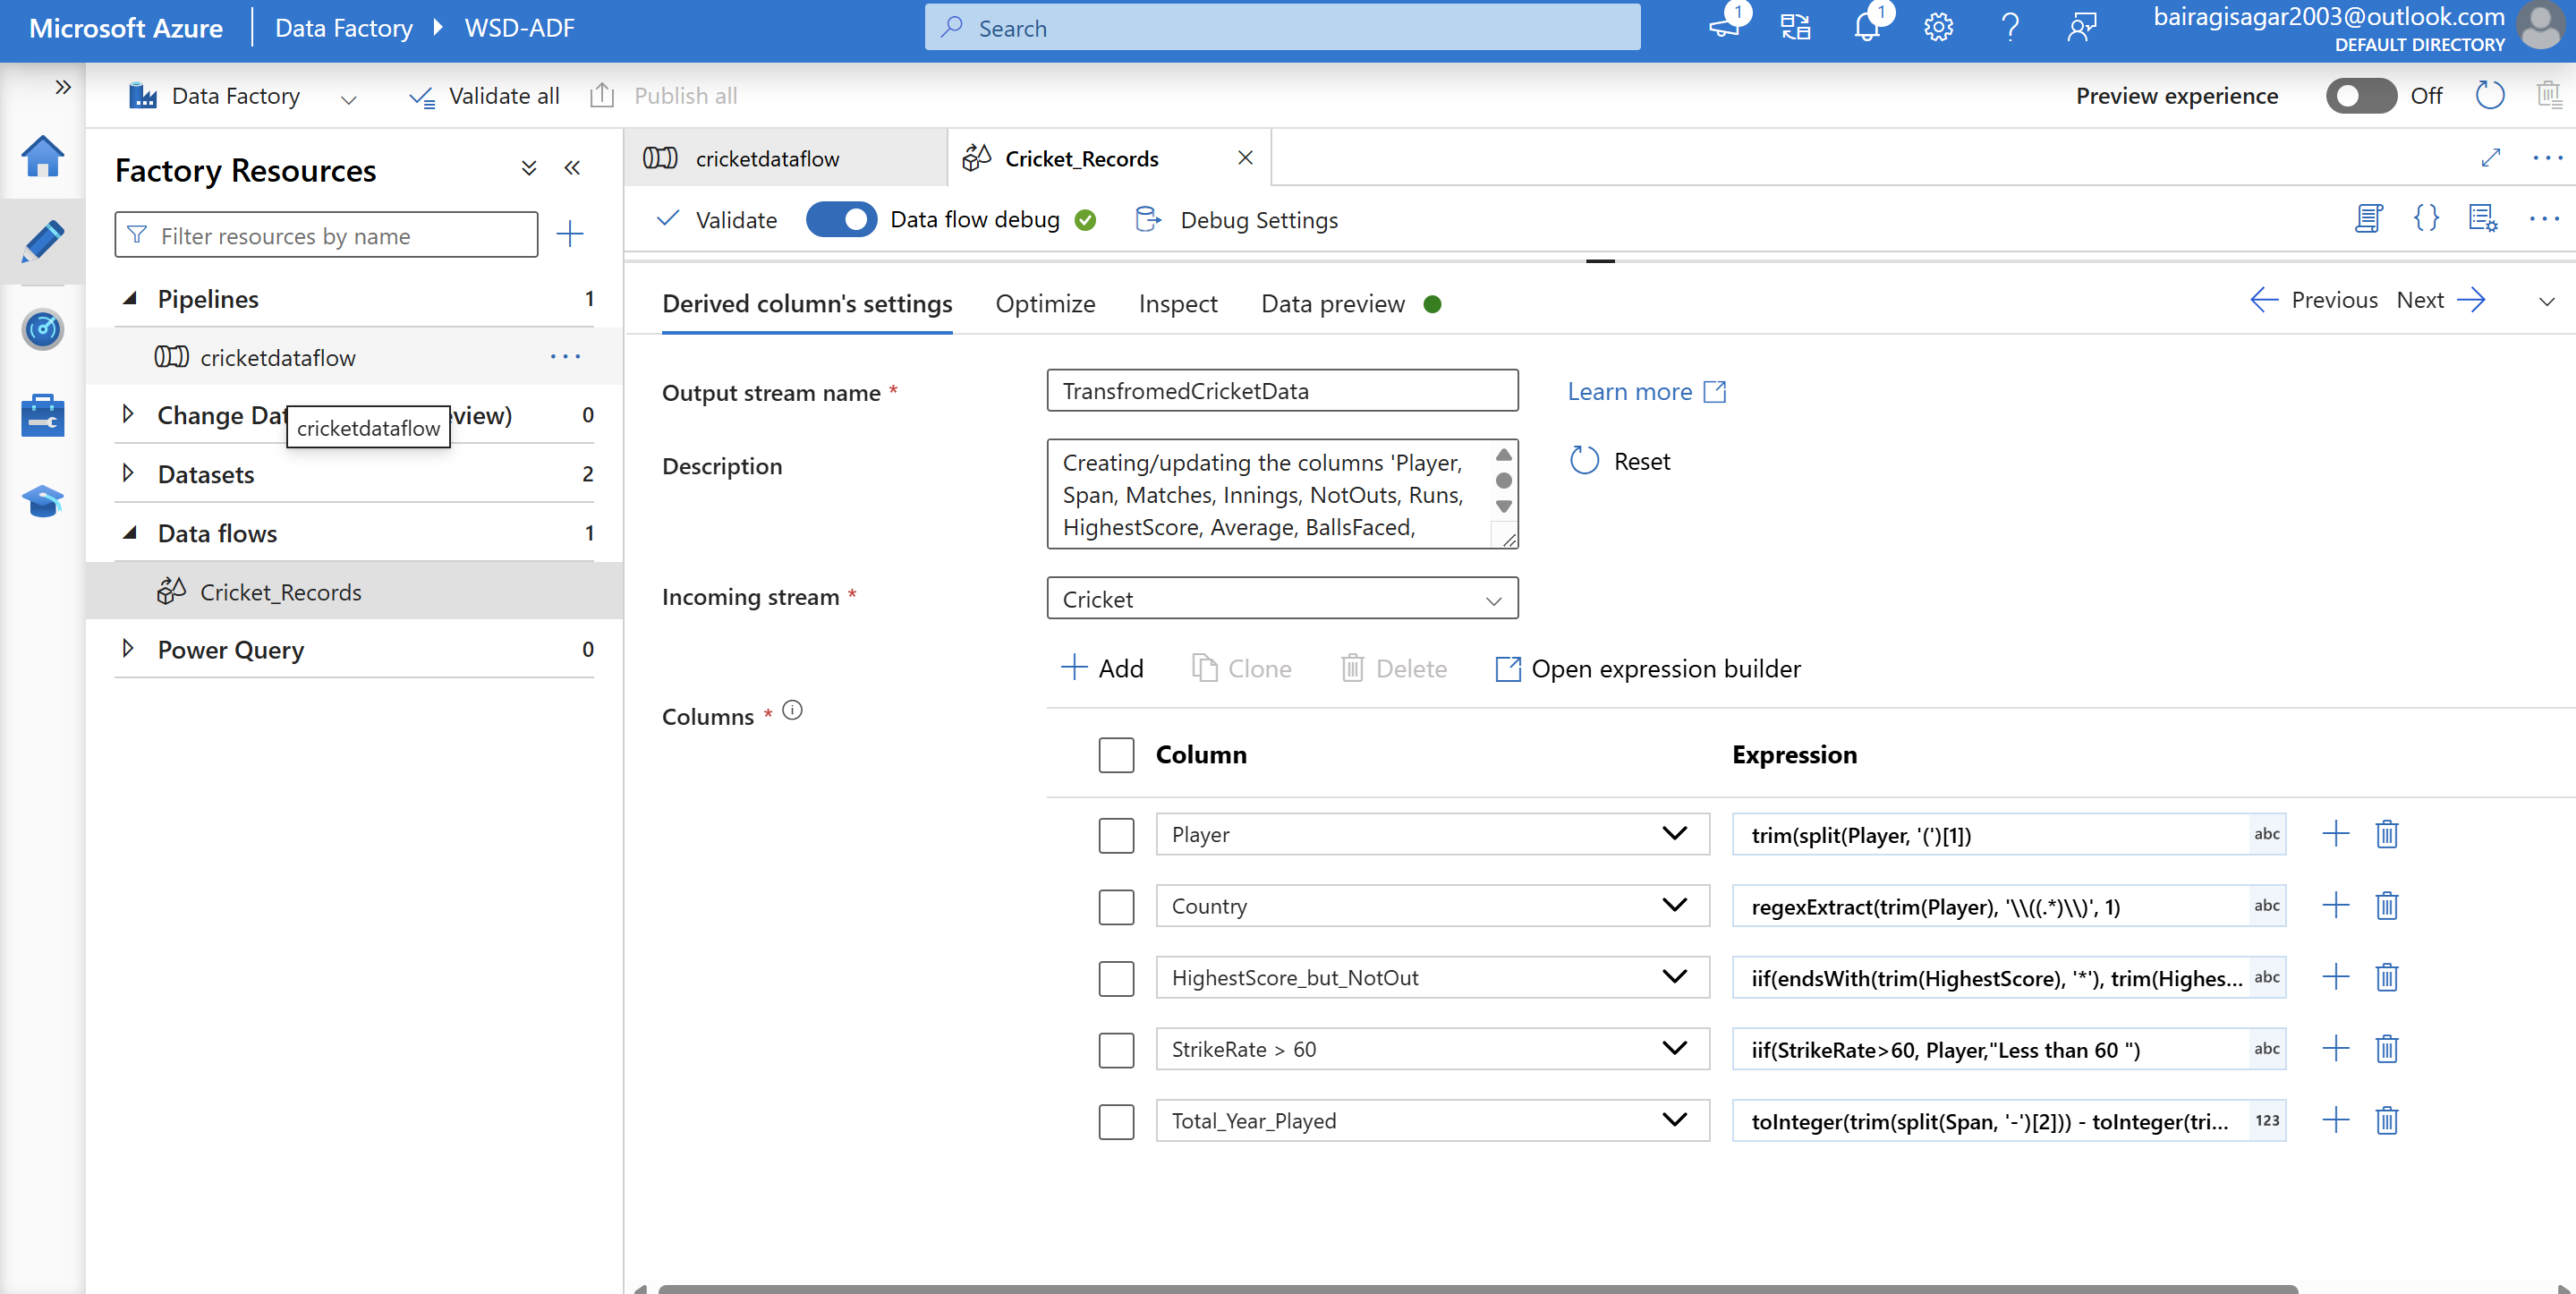 Microsoft Azure Data Factory WSD-ADF Search 1 1 bairagisagar2003@outlook.com
DEFAULT DIRECTORY
Data Factory Validate all Publish all Preview experience Off
Factory Resources
Filter resources by name
Pipelines 1
cricketdataflow
Change Dat eview) 0
cricketdataflow
Datasets 2
Data flows 1
Cricket_Records
Power Query 0
cricketdataflow Cricket_Records
Validate Data flow debug Debug Settings
Derived column's settings Optimize Inspect Data preview Previous Next
Output stream name * TransfromedCricketData Learn more
Description Creating/updating the columns 'Player,
Span, Matches, Innings, NotOuts, Runs,
HighestScore, Average, BallsFaced,
Reset
Incoming stream * Cricket
Add Clone Delete Open expression builder
Columns *
Column Expression
Player trim(split(Player, '(')[1]) abc
Country regexExtract(trim(Player), '\\((.*)\\)', 1) abc
HighestScore_but_NotOut iif(endsWith(trim(HighestScore), '*'), trim(Highes... abc
StrikeRate > 60 iif(StrikeRate>60, Player,"Less than 60 ") abc
Total_Year_Played toInteger(trim(split(Span, '-')[2])) - toInteger(tri... 123